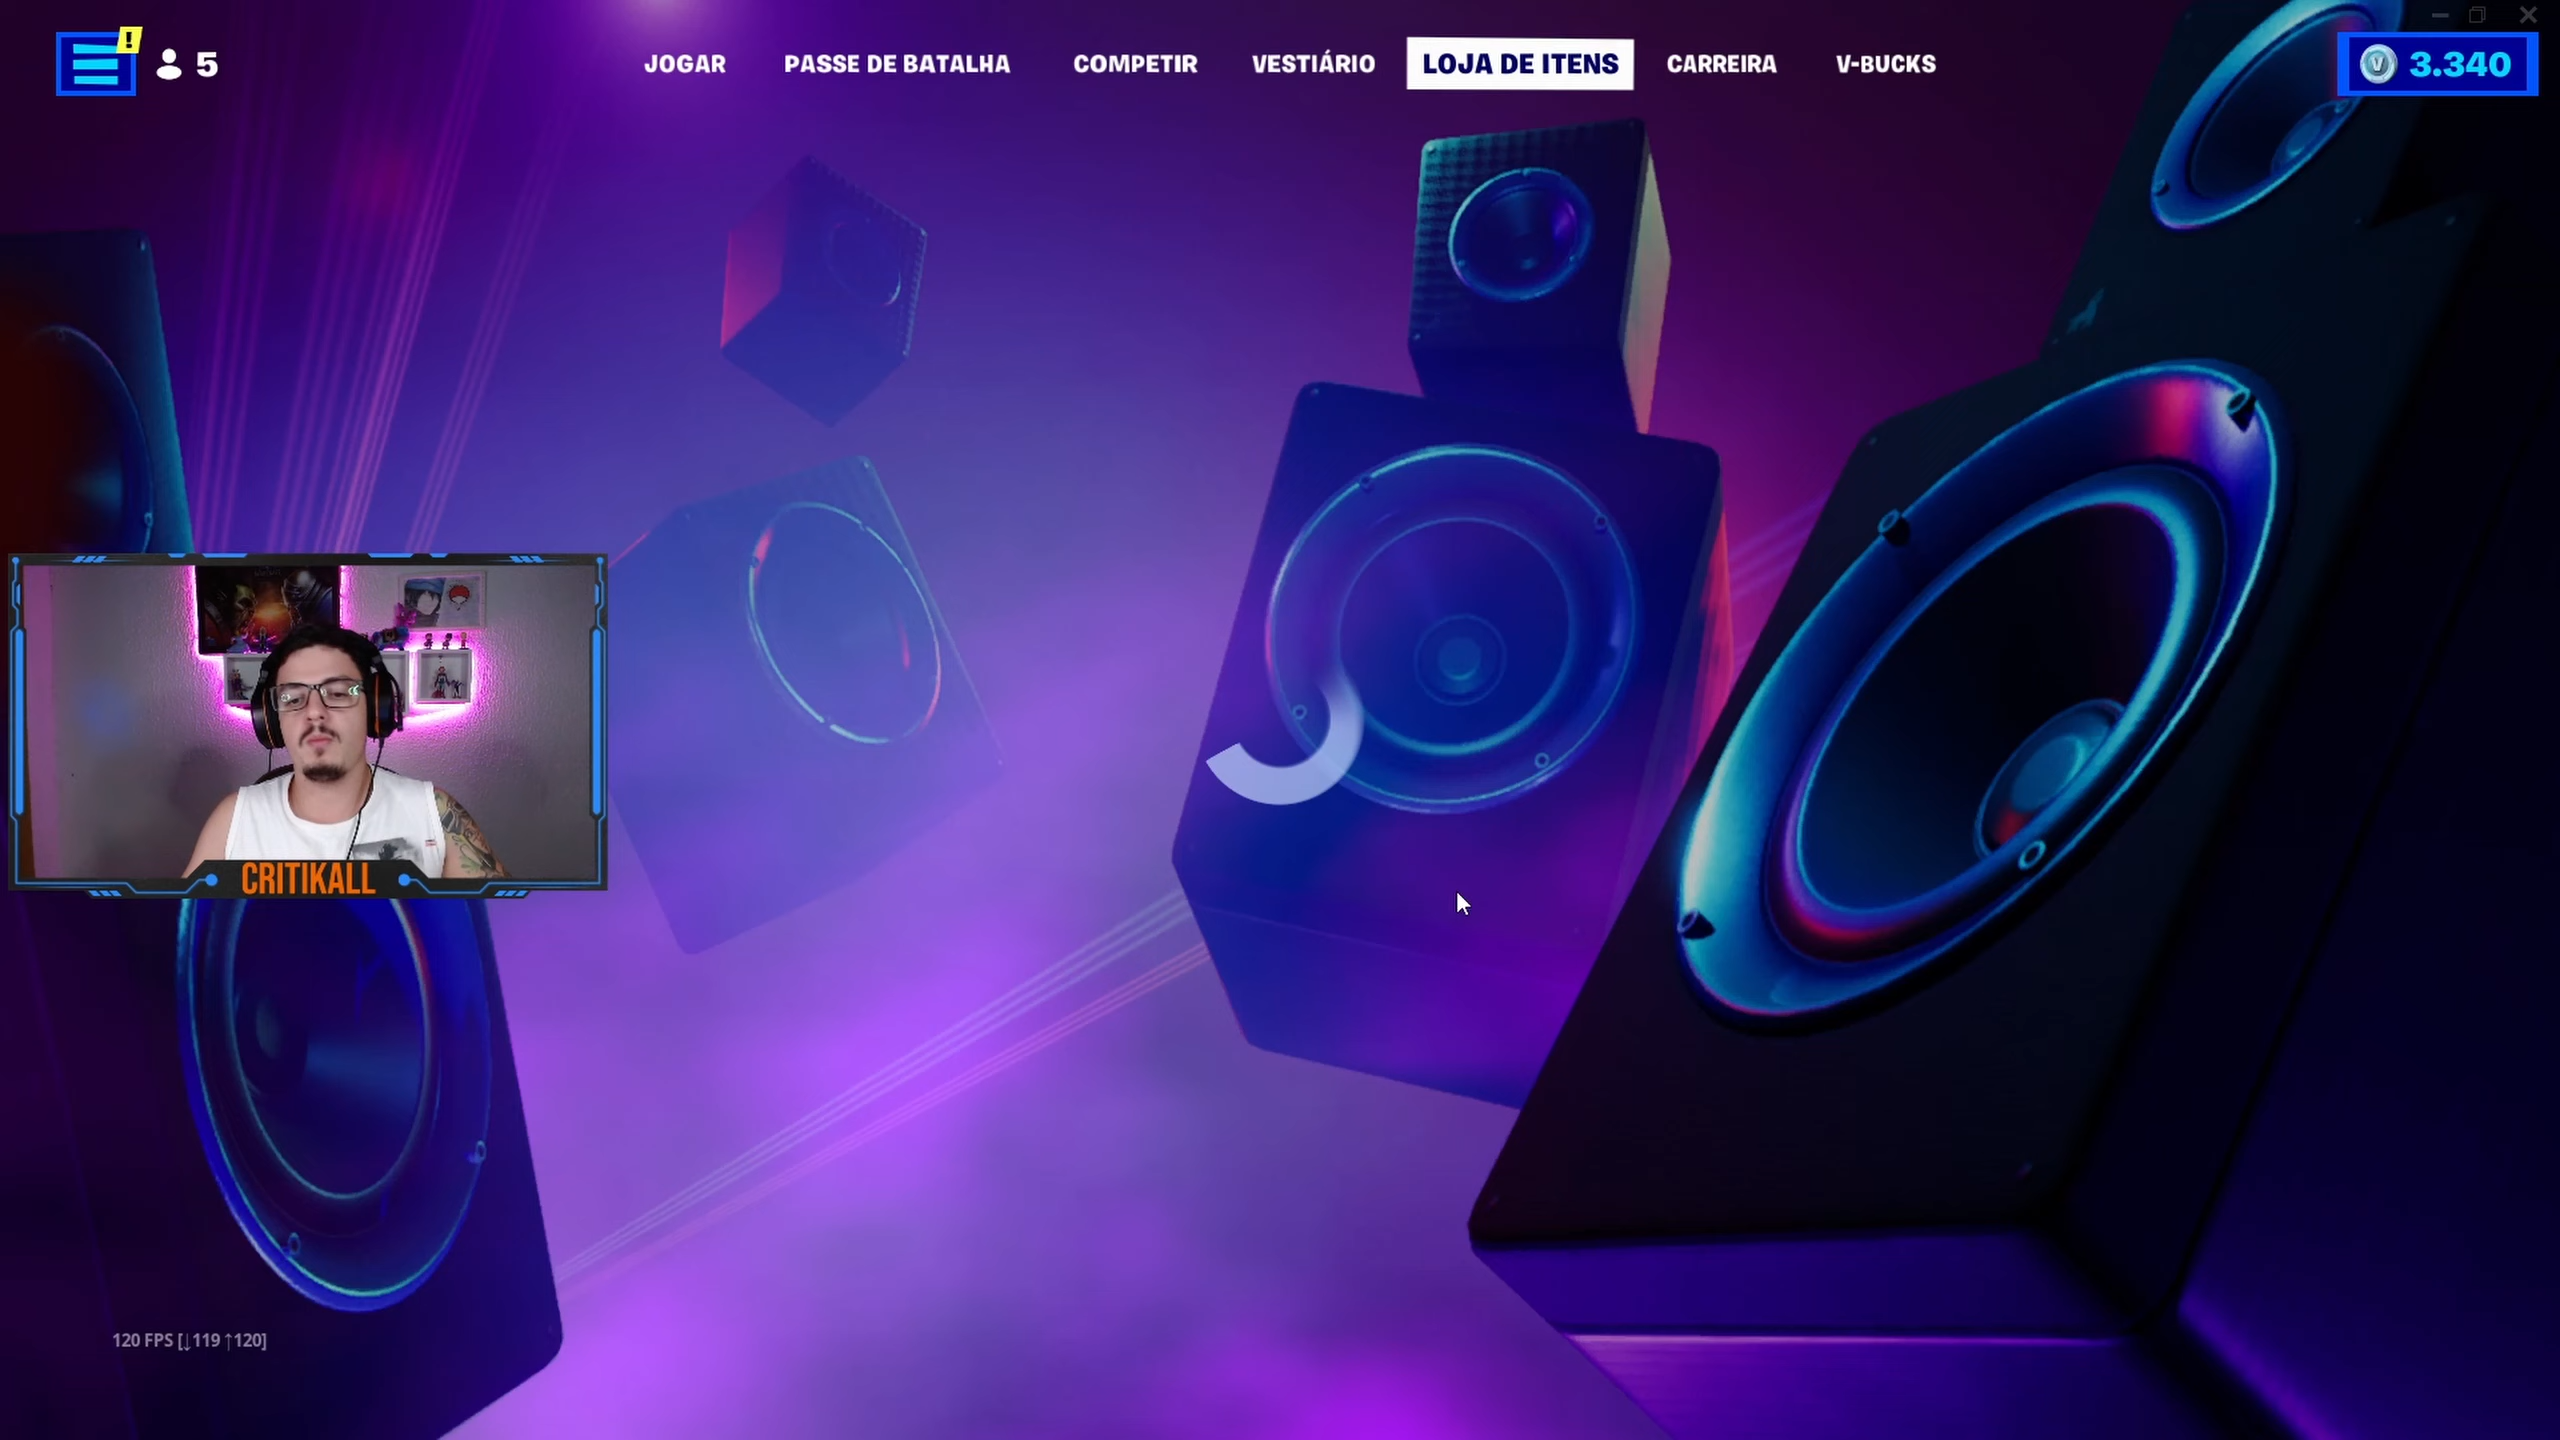 !
5
JOGAR
PASSE DE BATALHA
COMPETIR
VESTIÁRIO
LOJA DE ITENS
CARREIRA
V-BUCKS
V 3.340
CRITIKALL
120 FPS [↓119 ↑120]